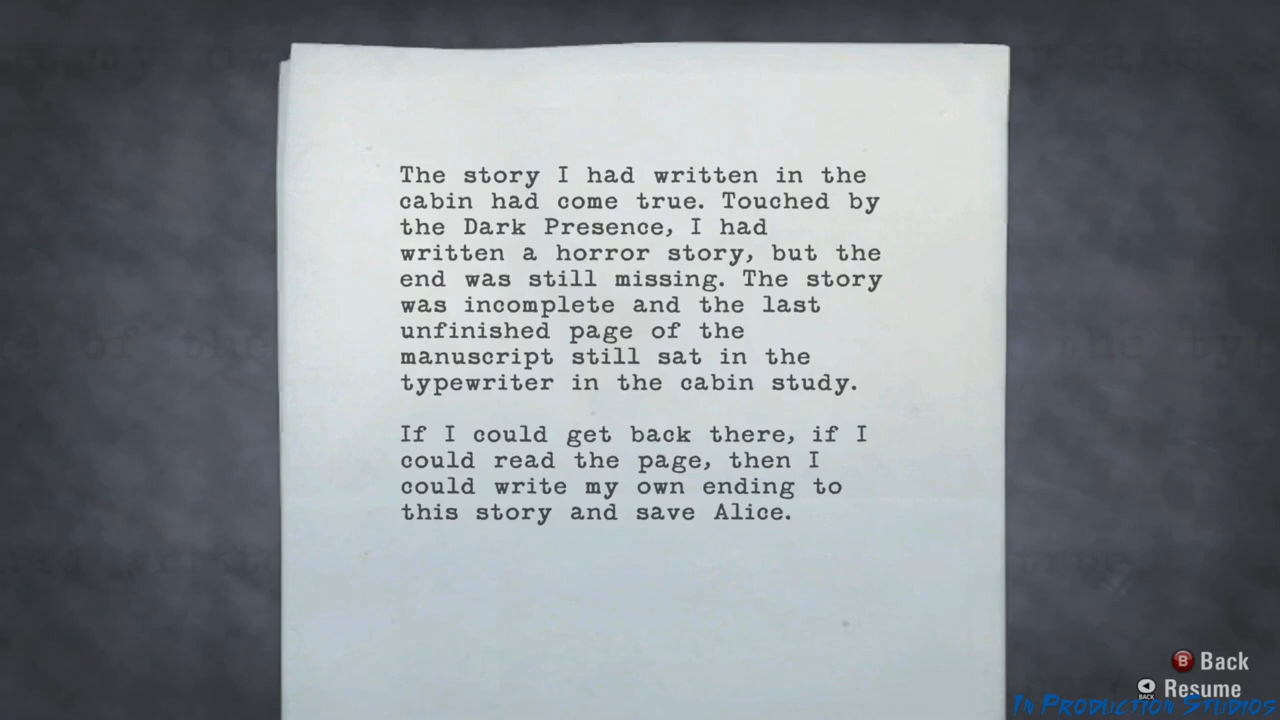 The story I had written in the
cabin had come true. Touched by
the Dark Presence, I had
written a horror story, but the
end was still missing. The story
was incomplete and the last
unfinished page of the
manuscript still sat in the
typewriter in the cabin study.
If I could get back there, if I
could read the page, then I
could write my own ending to
this story and save Alice.
B Back
BACK Resume
In Production Studios